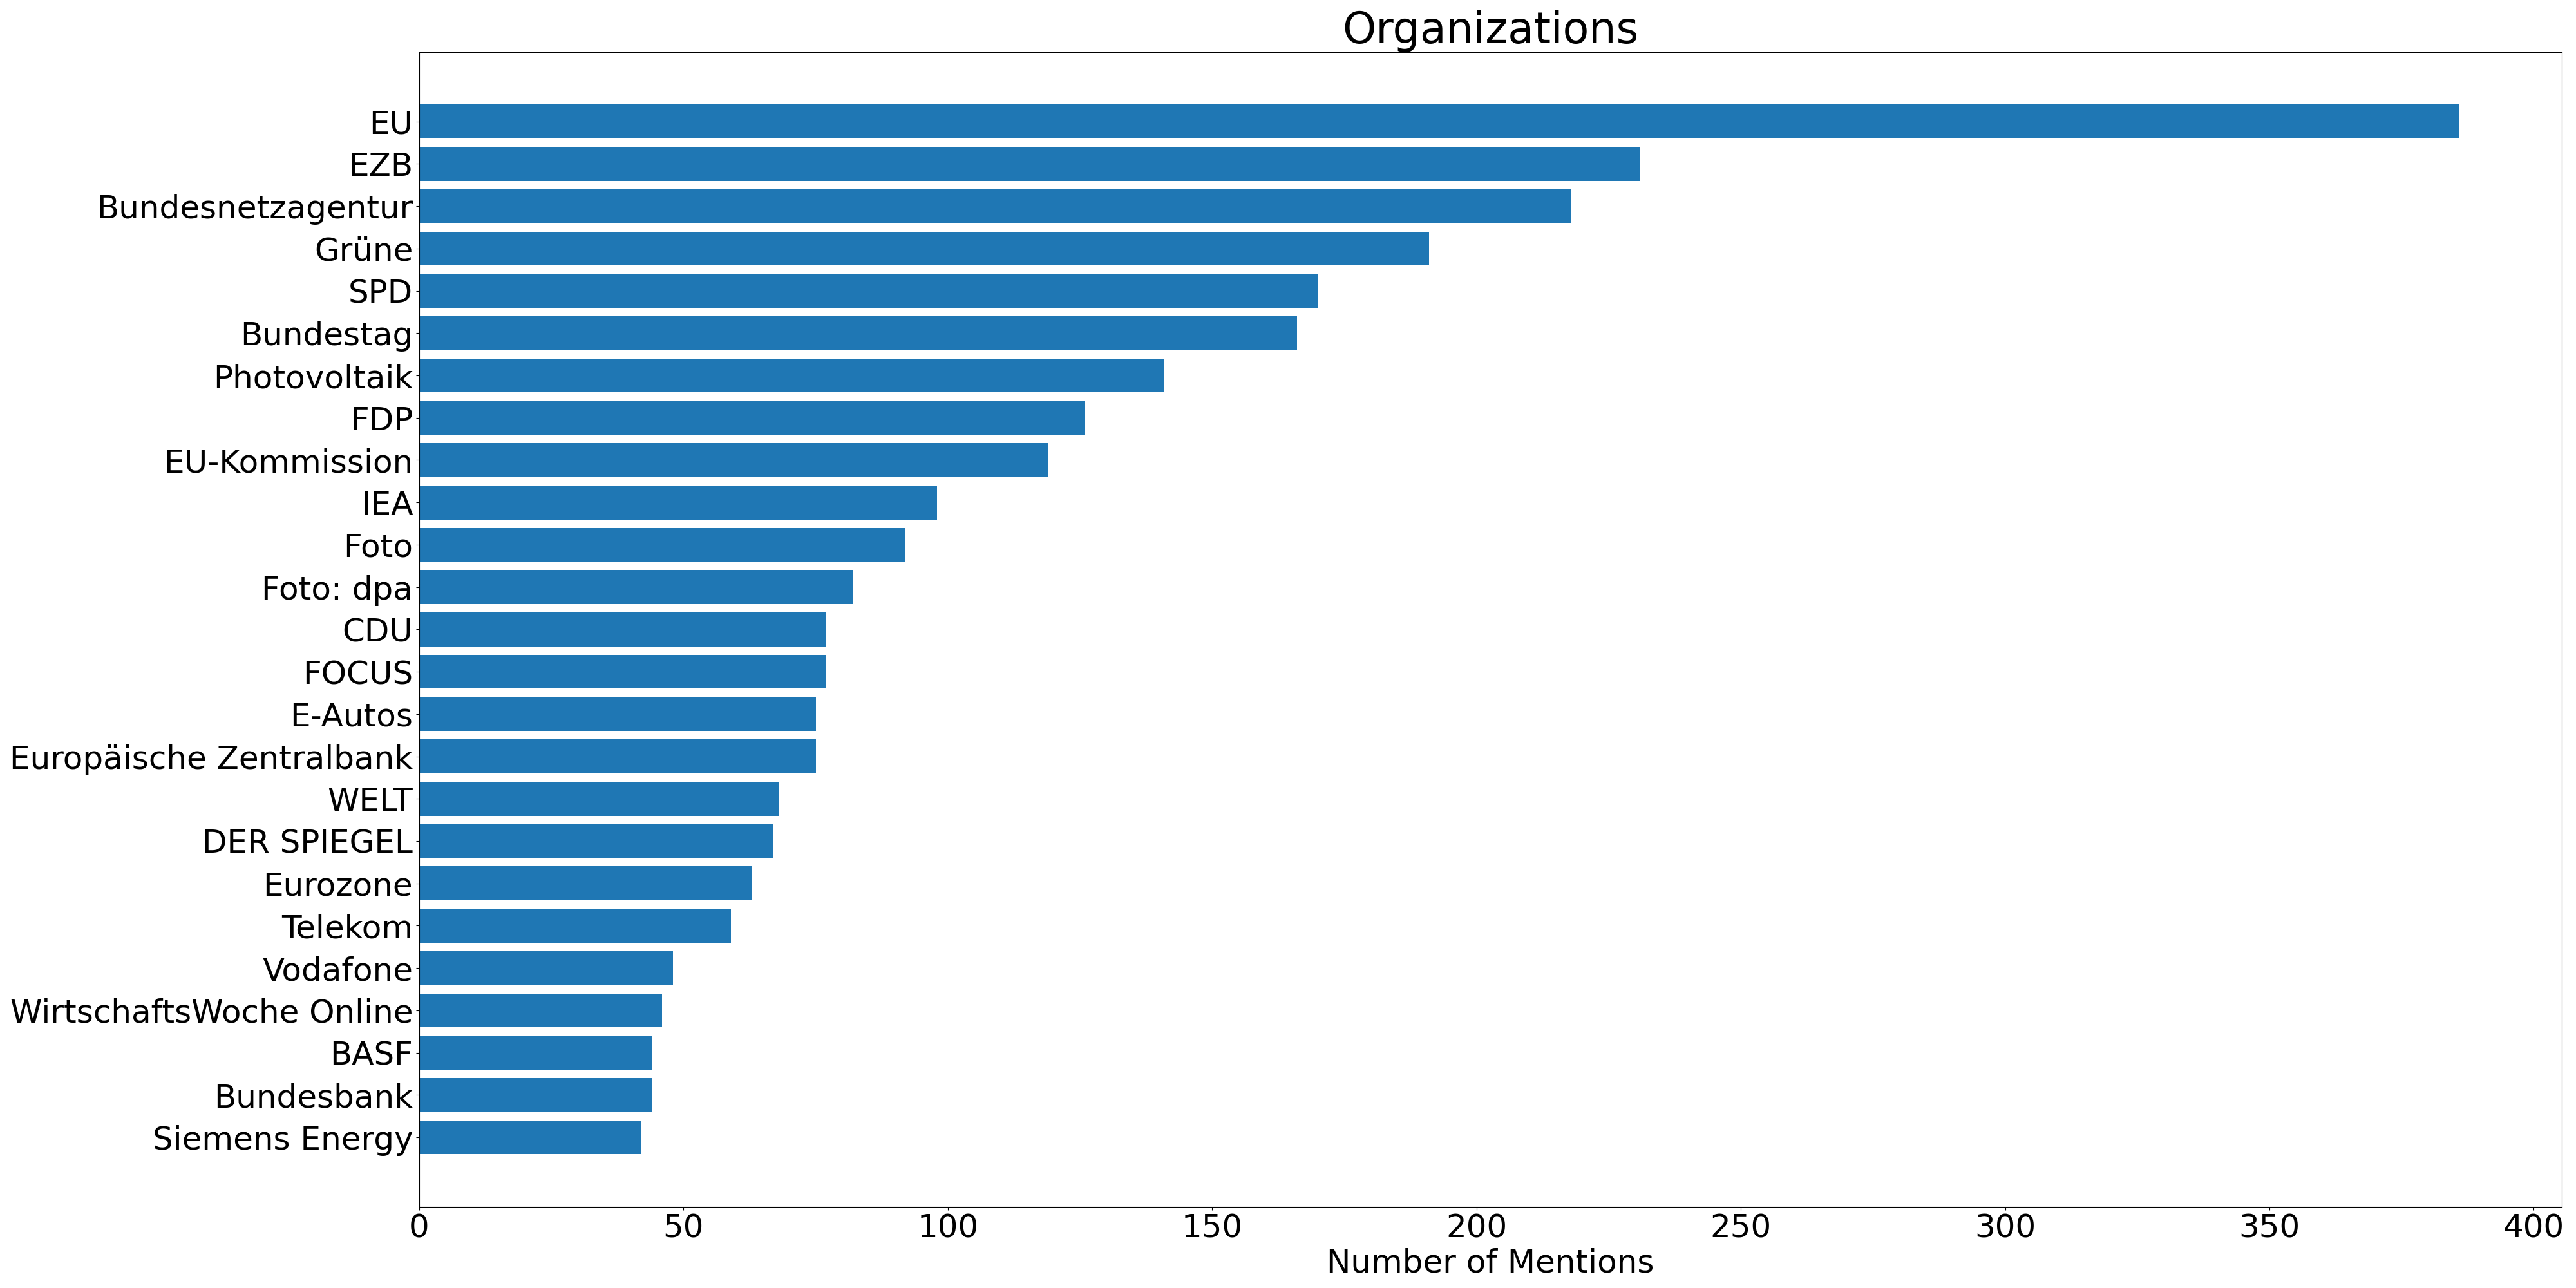 Organizations
EU
EZB
Bundesnetzagentur
Grüne
SPD
Bundestag
Photovoltaik
FDP
EU-Kommission
IEA
Foto
Foto: dpa
CDU
FOCUS
E-Autos
Europäische Zentralbank
WELT
DER SPIEGEL
Eurozone
Telekom
Vodafone
WirtschaftsWoche Online
BASF
Bundesbank
Siemens Energy
0 50 100 150 200 250 300 350 400
Number of Mentions